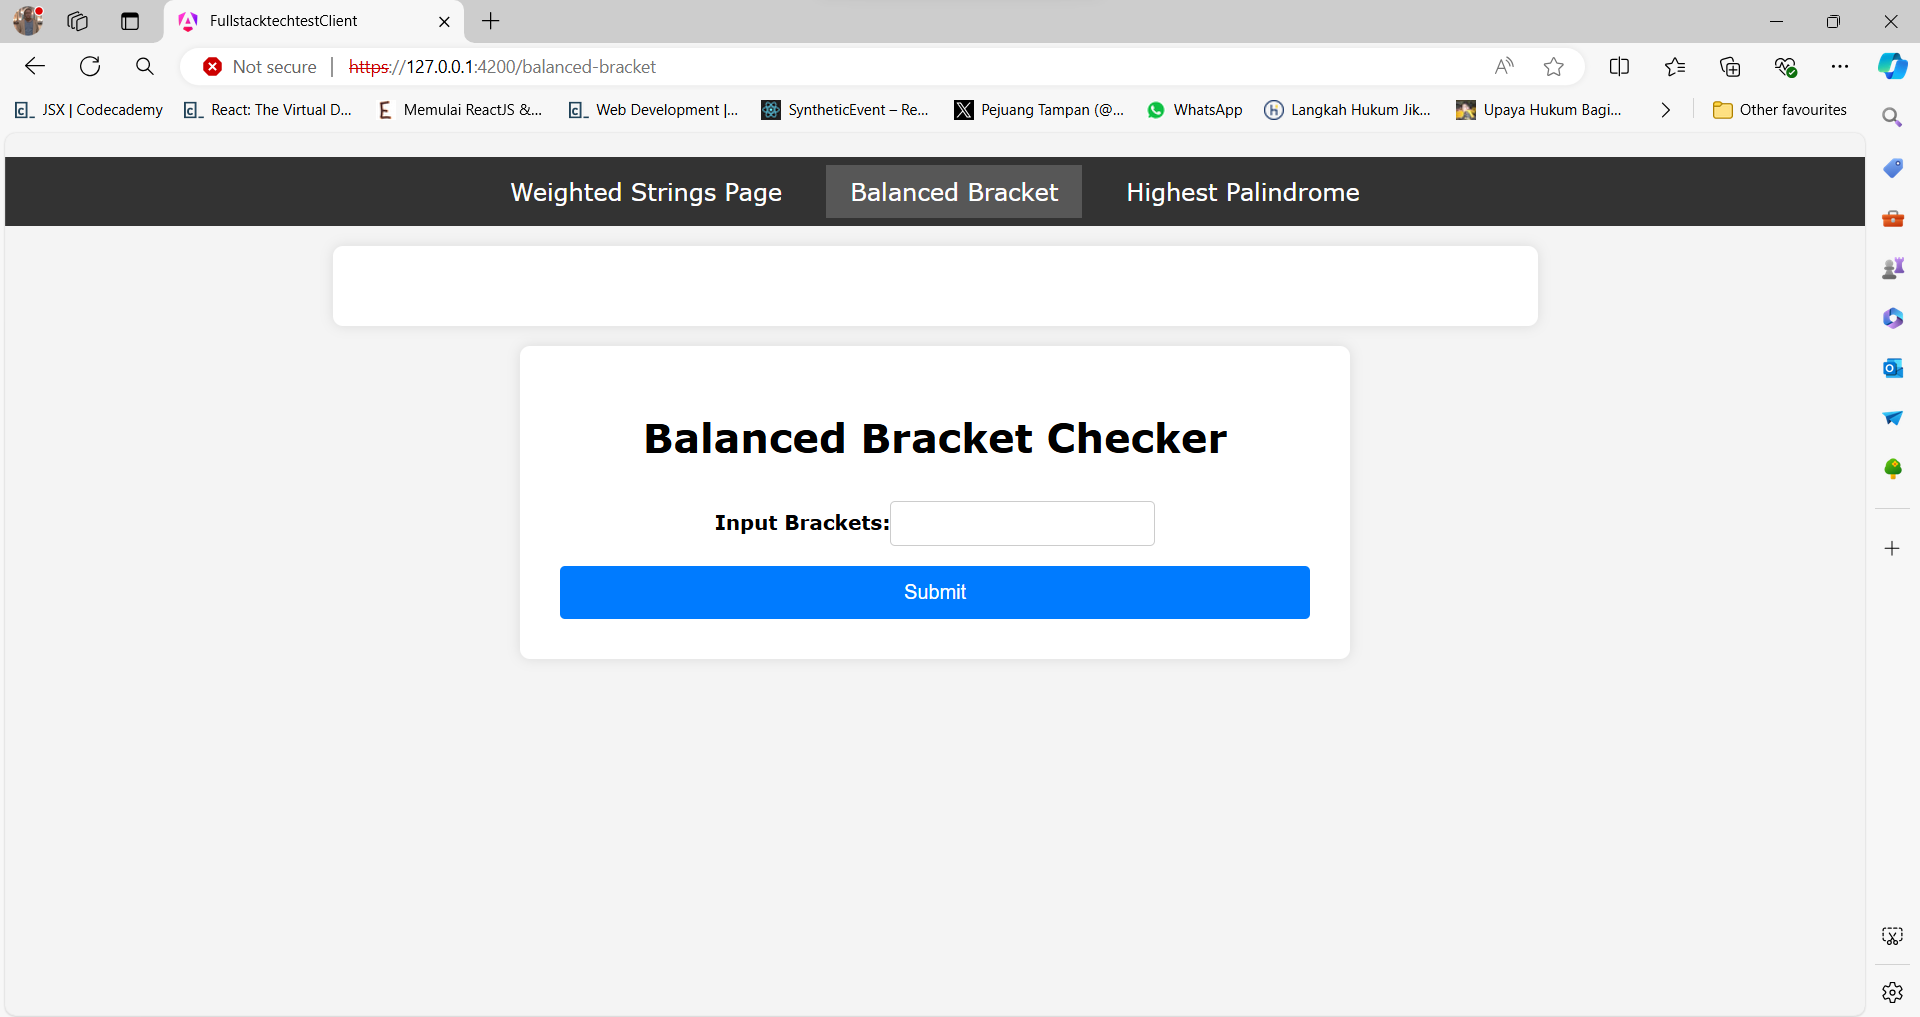 FullstacktechtestClient
Not secure
https://127.0.0.1:4200/balanced-bracket
JSX | Codecademy
React: The Virtual D...
Memulai ReactJS &...
Web Development |...
SyntheticEvent – Re...
Pejuang Tampan (@...
WhatsApp
Langkah Hukum Jik...
Upaya Hukum Bagi...
Other favourites
Weighted Strings Page
Balanced Bracket
Highest Palindrome
Balanced Bracket Checker
Input Brackets:
Submit